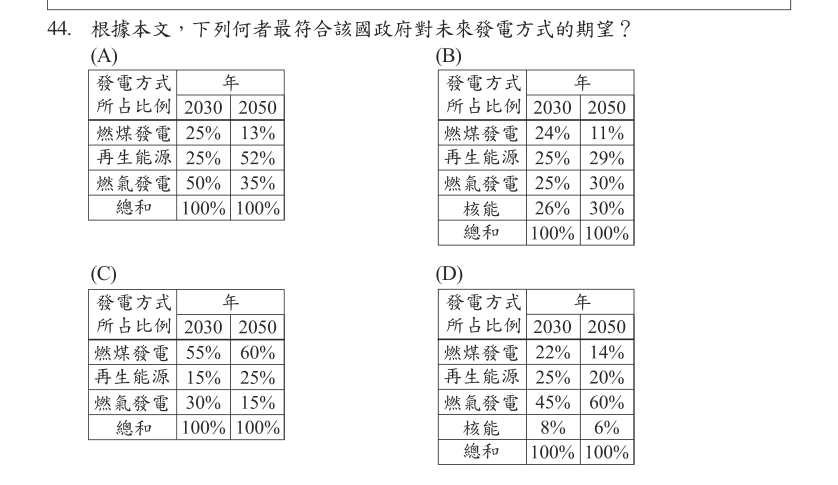 44. 根據本文，下列何者最符合該國政府對未來發電方式的期望？
(A)
發電方式所占比例 年
2030 2050
燃煤發電 25% 13%
再生能源 25% 52%
燃氣發電 50% 35%
總和 100% 100%
(B)
發電方式所占比例 年
2030 2050
燃煤發電 24% 11%
再生能源 25% 29%
燃氣發電 25% 30%
核能 26% 30%
總和 100% 100%
(C)
發電方式所占比例 年
2030 2050
燃煤發電 55% 60%
再生能源 15% 25%
燃氣發電 30% 15%
總和 100% 100%
(D)
發電方式所占比例 年
2030 2050
燃煤發電 22% 14%
再生能源 25% 20%
燃氣發電 45% 60%
核能 8% 6%
總和 100% 100%